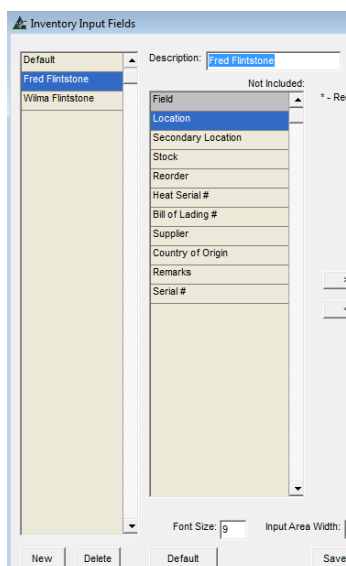 Inventory Input Fields
Default
Fred Flintstone
Wilma Flintstone
Description: Fred Flintstone
Not Included:
Field
* - Re
Location
Secondary Location
Stock
Reorder
Heat Serial #
Bill of Lading #
Supplier
Country of Origin
Remarks
Serial #
Font Size: 9 Input Area Width:
New Delete Default Save